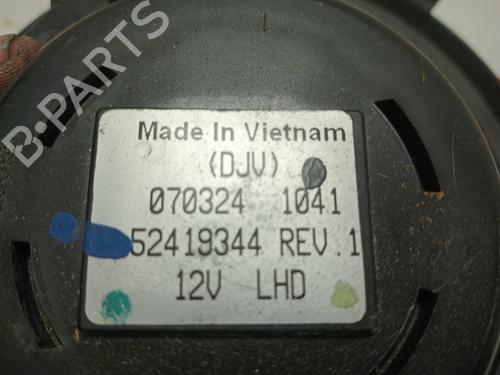 B-PARTS
Made In Vietnam
(DJV)
070324 1041
52419344 REV.1
12V LHD